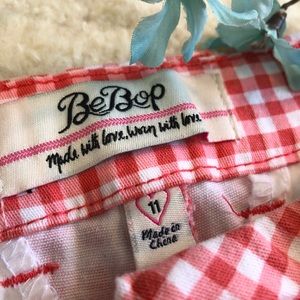 BeBop
Made with love. Worn with love.
11
Made in
China